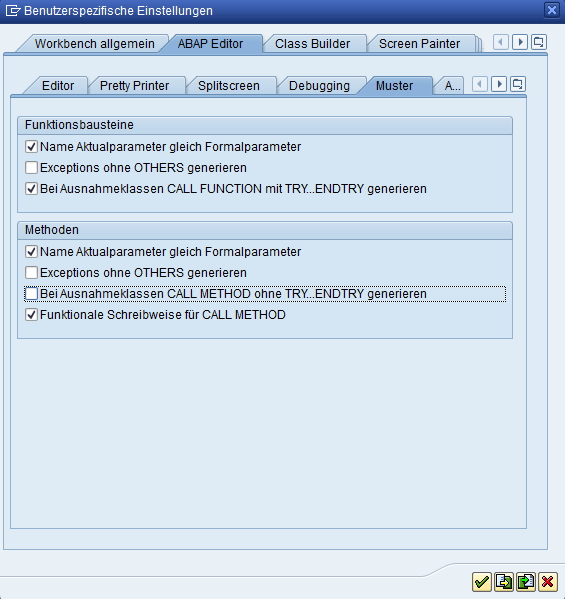 Benutzerspezifische Einstellungen
Workbench allgemein ABAP Editor Class Builder Screen Painter
Editor Pretty Printer Splitscreen Debugging Muster A...
Funktionsbausteine
Name Aktualparameter gleich Formalparameter
Exceptions ohne OTHERS generieren
Bei Ausnahmeklassen CALL FUNCTION mit TRY...ENDTRY generieren
Methoden
Name Aktualparameter gleich Formalparameter
Exceptions ohne OTHERS generieren
Bei Ausnahmeklassen CALL METHOD ohne TRY...ENDTRY generieren
Funktionale Schreibweise für CALL METHOD